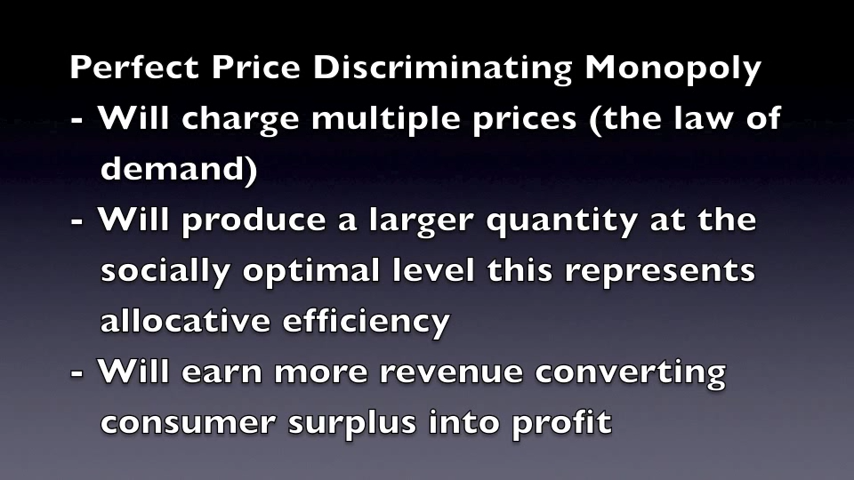 Perfect Price Discriminating Monopoly
- Will charge multiple prices (the law of
demand)
- Will produce a larger quantity at the
socially optimal level this represents
allocative efficiency
- Will earn more revenue converting
consumer surplus into profit